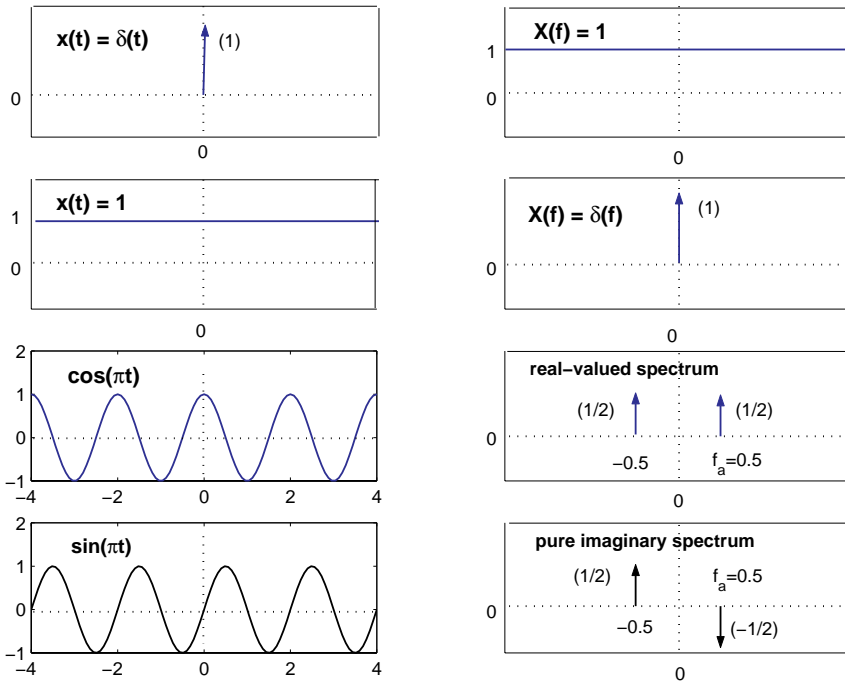 x(t) = δ(t)
(1)
0
0
X(f) = 1
1
0
0
x(t) = 1
1
0
0
X(f) = δ(f)
(1)
0
0
2
1
0
−1
cos(πt)
−4 −2 0 2 4
real−valued spectrum
(1/2) (1/2)
0
−0.5 f_a=0.5
0
2
1
0
−1
sin(πt)
−4 −2 0 2 4
pure imaginary spectrum
(1/2) f_a=0.5
0
−0.5 (−1/2)
0